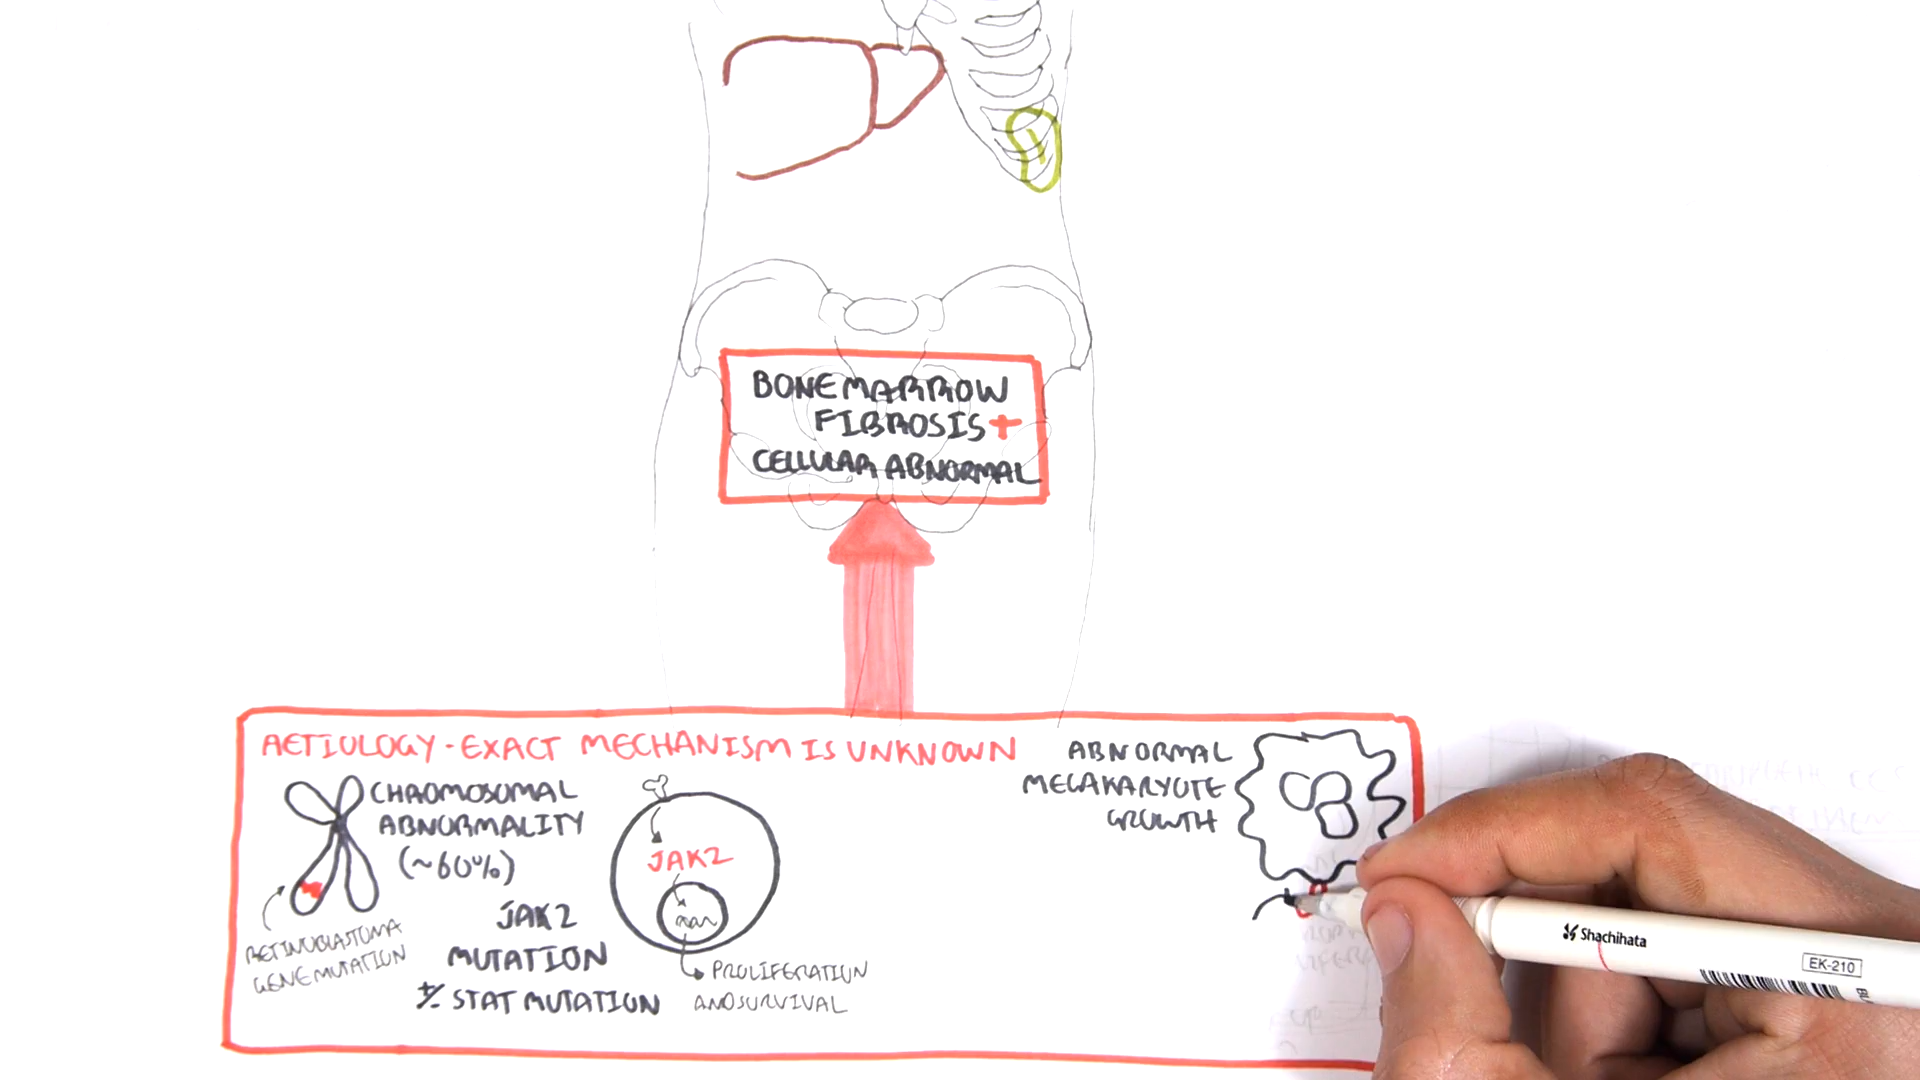 BONEMARROW
FIBROSIS +
CELLULAR ABNORMAL
AETIOLOGY - EXACT MECHANISM IS UNKNOWN
CHROMOSOMAL
ABNORMALITY
(~60%)
RETINOBLASTOMA
GENE MUTATION
JAK2
MUTATION
+/- STAT MUTATION
JAK2
PROLIFERATION
AND SURVIVAL
ABNORMAL
MEGAKARYOTE
GROWTH
Shachihata
EK-210